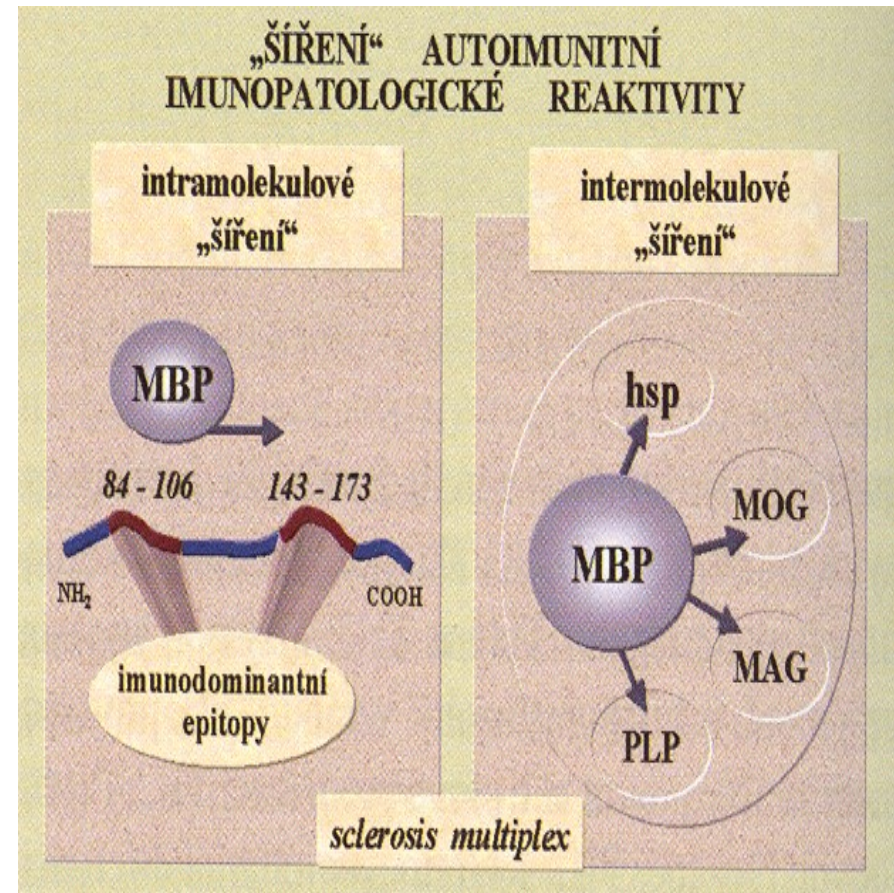 „ŠÍŘENÍ“ AUTOIMUNITNÍ
IMUNOPATOLOGICKÉ REAKTIVITY
intramolekulové
„šíření“
MBP
84 - 106 143 - 173
NH₂
COOH
imunodominantní
epitopy
intermolekulové
„šíření“
hsp
MOG
MBP
MAG
PLP
sclerosis multiplex